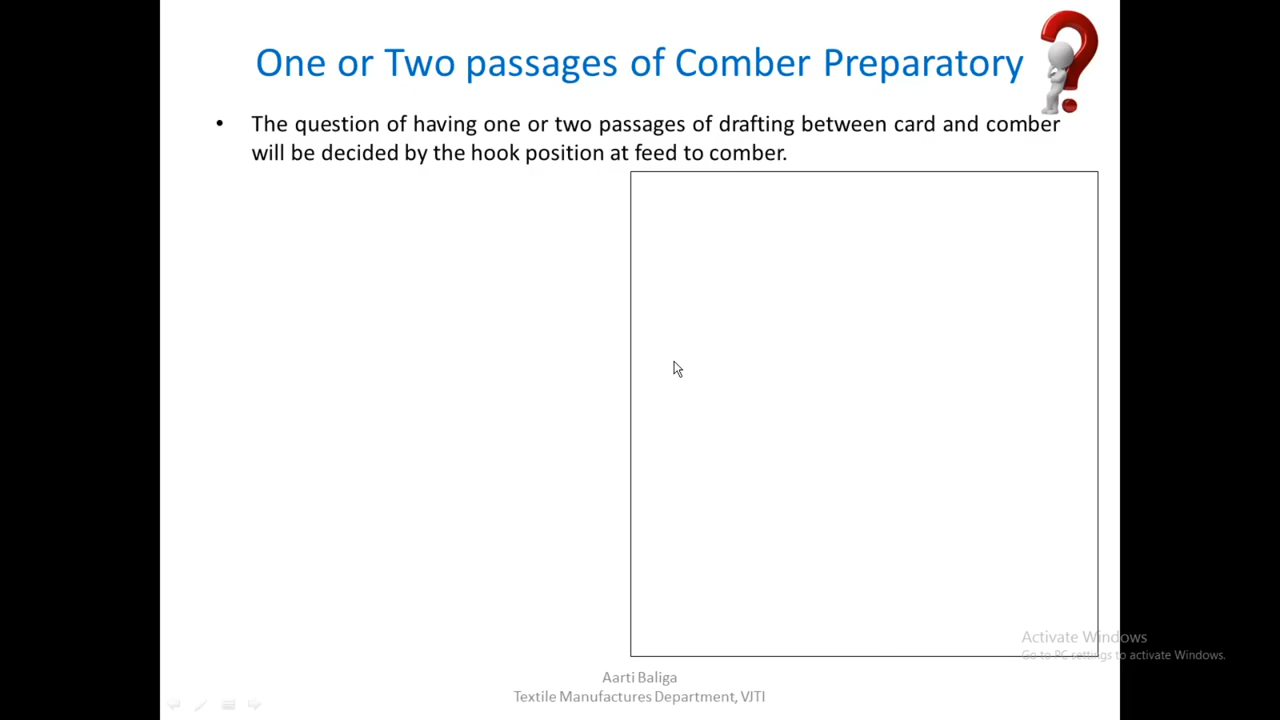 One or Two passages of Comber Preparatory
• The question of having one or two passages of drafting between card and comber
will be decided by the hook position at feed to comber.
Activate Windows
Go to PC settings to activate Windows.
Aarti Baliga
Textile Manufactures Department, VJTI